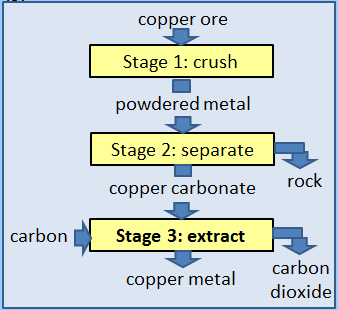 copper ore
Stage 1: crush
powdered metal
Stage 2: separate
rock
copper carbonate
carbon
Stage 3: extract
copper metal
carbon
dioxide